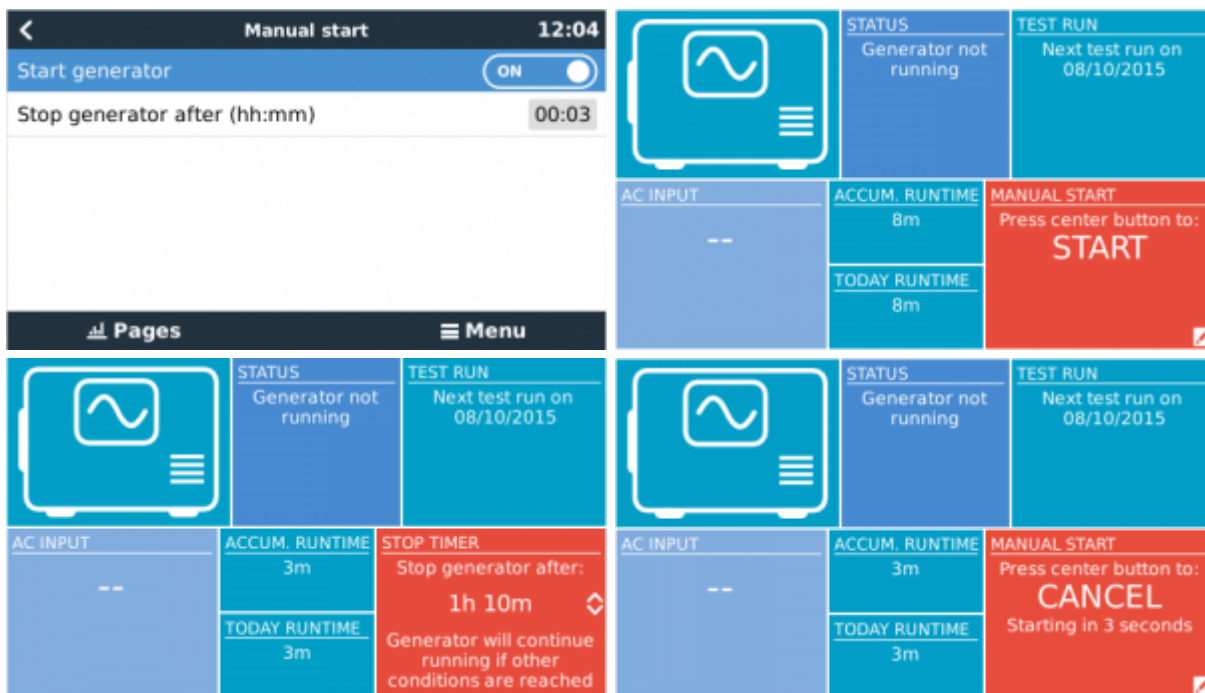 Manual start 12:04
Start generator ON
Stop generator after (hh:mm) 00:03
Pages Menu
STATUS
Generator not
running
TEST RUN
Next test run on
08/10/2015
AC INPUT
--
ACCUM. RUNTIME
8m
TODAY RUNTIME
8m
MANUAL START
Press center button to:
START
STATUS
Generator not
running
TEST RUN
Next test run on
08/10/2015
AC INPUT
--
ACCUM. RUNTIME
3m
TODAY RUNTIME
3m
STOP TIMER
Stop generator after:
1h 10m
Generator will continue
running if other
conditions are reached
STATUS
Generator not
running
TEST RUN
Next test run on
08/10/2015
AC INPUT
--
ACCUM. RUNTIME
3m
TODAY RUNTIME
3m
MANUAL START
Press center button to:
CANCEL
Starting in 3 seconds